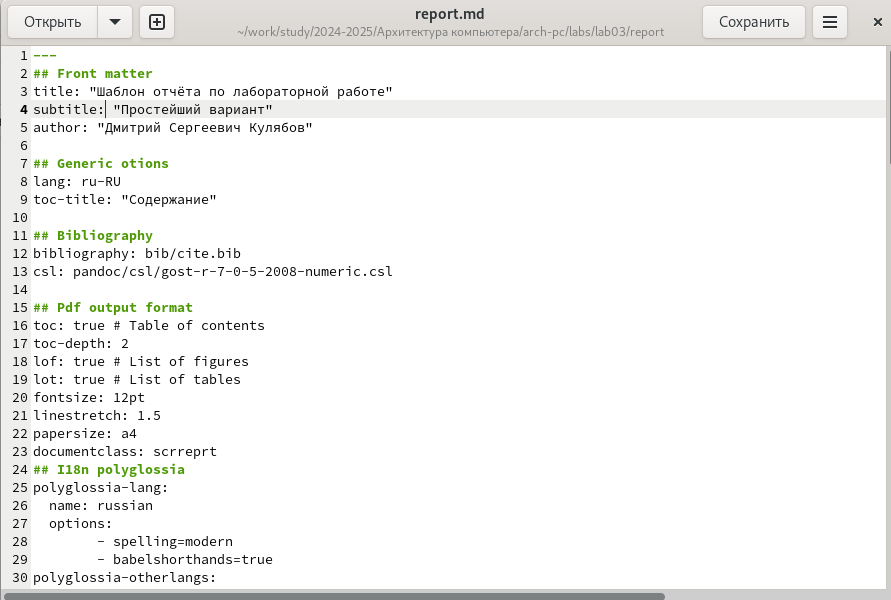 Открыть
report.md
~/work/study/2024-2025/Архитектура компьютера/arch-pc/labs/lab03/report
Сохранить
1 ---
2 ## Front matter
3 title: "Шаблон отчёта по лабораторной работе"
4 subtitle: "Простейший вариант"
5 author: "Дмитрий Сергеевич Кулябов"
6
7 ## Generic otions
8 lang: ru-RU
9 toc-title: "Содержание"
10
11 ## Bibliography
12 bibliography: bib/cite.bib
13 csl: pandoc/csl/gost-r-7-0-5-2008-numeric.csl
14
15 ## Pdf output format
16 toc: true # Table of contents
17 toc-depth: 2
18 lof: true # List of figures
19 lot: true # List of tables
20 fontsize: 12pt
21 linestretch: 1.5
22 papersize: a4
23 documentclass: scrreprt
24 ## I18n polyglossia
25 polyglossia-lang:
26   name: russian
27   options:
28         - spelling=modern
29         - babelshorthands=true
30 polyglossia-otherlangs: